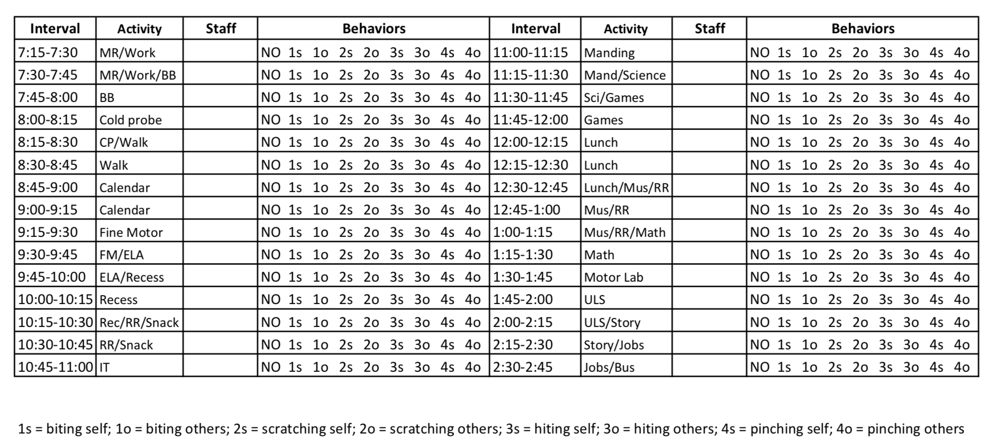 Interval Activity Staff Behaviors Interval Activity Staff Behaviors
7:15-7:30 MR/Work NO 1s 1o 2s 2o 3s 3o 4s 4o 11:00-11:15 Manding NO 1s 1o 2s 2o 3s 3o 4s 4o
7:30-7:45 MR/Work/BB NO 1s 1o 2s 2o 3s 3o 4s 4o 11:15-11:30 Mand/Science NO 1s 1o 2s 2o 3s 3o 4s 4o
7:45-8:00 BB NO 1s 1o 2s 2o 3s 3o 4s 4o 11:30-11:45 Sci/Games NO 1s 1o 2s 2o 3s 3o 4s 4o
8:00-8:15 Cold probe NO 1s 1o 2s 2o 3s 3o 4s 4o 11:45-12:00 Games NO 1s 1o 2s 2o 3s 3o 4s 4o
8:15-8:30 CP/Walk NO 1s 1o 2s 2o 3s 3o 4s 4o 12:00-12:15 Lunch NO 1s 1o 2s 2o 3s 3o 4s 4o
8:30-8:45 Walk NO 1s 1o 2s 2o 3s 3o 4s 4o 12:15-12:30 Lunch NO 1s 1o 2s 2o 3s 3o 4s 4o
8:45-9:00 Calendar NO 1s 1o 2s 2o 3s 3o 4s 4o 12:30-12:45 Lunch/Mus/RR NO 1s 1o 2s 2o 3s 3o 4s 4o
9:00-9:15 Calendar NO 1s 1o 2s 2o 3s 3o 4s 4o 12:45-1:00 Mus/RR NO 1s 1o 2s 2o 3s 3o 4s 4o
9:15-9:30 Fine Motor NO 1s 1o 2s 2o 3s 3o 4s 4o 1:00-1:15 Mus/RR/Math NO 1s 1o 2s 2o 3s 3o 4s 4o
9:30-9:45 FM/ELA NO 1s 1o 2s 2o 3s 3o 4s 4o 1:15-1:30 Math NO 1s 1o 2s 2o 3s 3o 4s 4o
9:45-10:00 ELA/Recess NO 1s 1o 2s 2o 3s 3o 4s 4o 1:30-1:45 Motor Lab NO 1s 1o 2s 2o 3s 3o 4s 4o
10:00-10:15 Recess NO 1s 1o 2s 2o 3s 3o 4s 4o 1:45-2:00 ULS NO 1s 1o 2s 2o 3s 3o 4s 4o
10:15-10:30 Rec/RR/Snack NO 1s 1o 2s 2o 3s 3o 4s 4o 2:00-2:15 ULS/Story NO 1s 1o 2s 2o 3s 3o 4s 4o
10:30-10:45 RR/Snack NO 1s 1o 2s 2o 3s 3o 4s 4o 2:15-2:30 Story/Jobs NO 1s 1o 2s 2o 3s 3o 4s 4o
10:45-11:00 IT NO 1s 1o 2s 2o 3s 3o 4s 4o 2:30-2:45 Jobs/Bus NO 1s 1o 2s 2o 3s 3o 4s 4o
1s = biting self; 1o = biting others; 2s = scratching self; 2o = scratching others; 3s = hiting self; 3o = hiting others; 4s = pinching self; 4o = pinching others